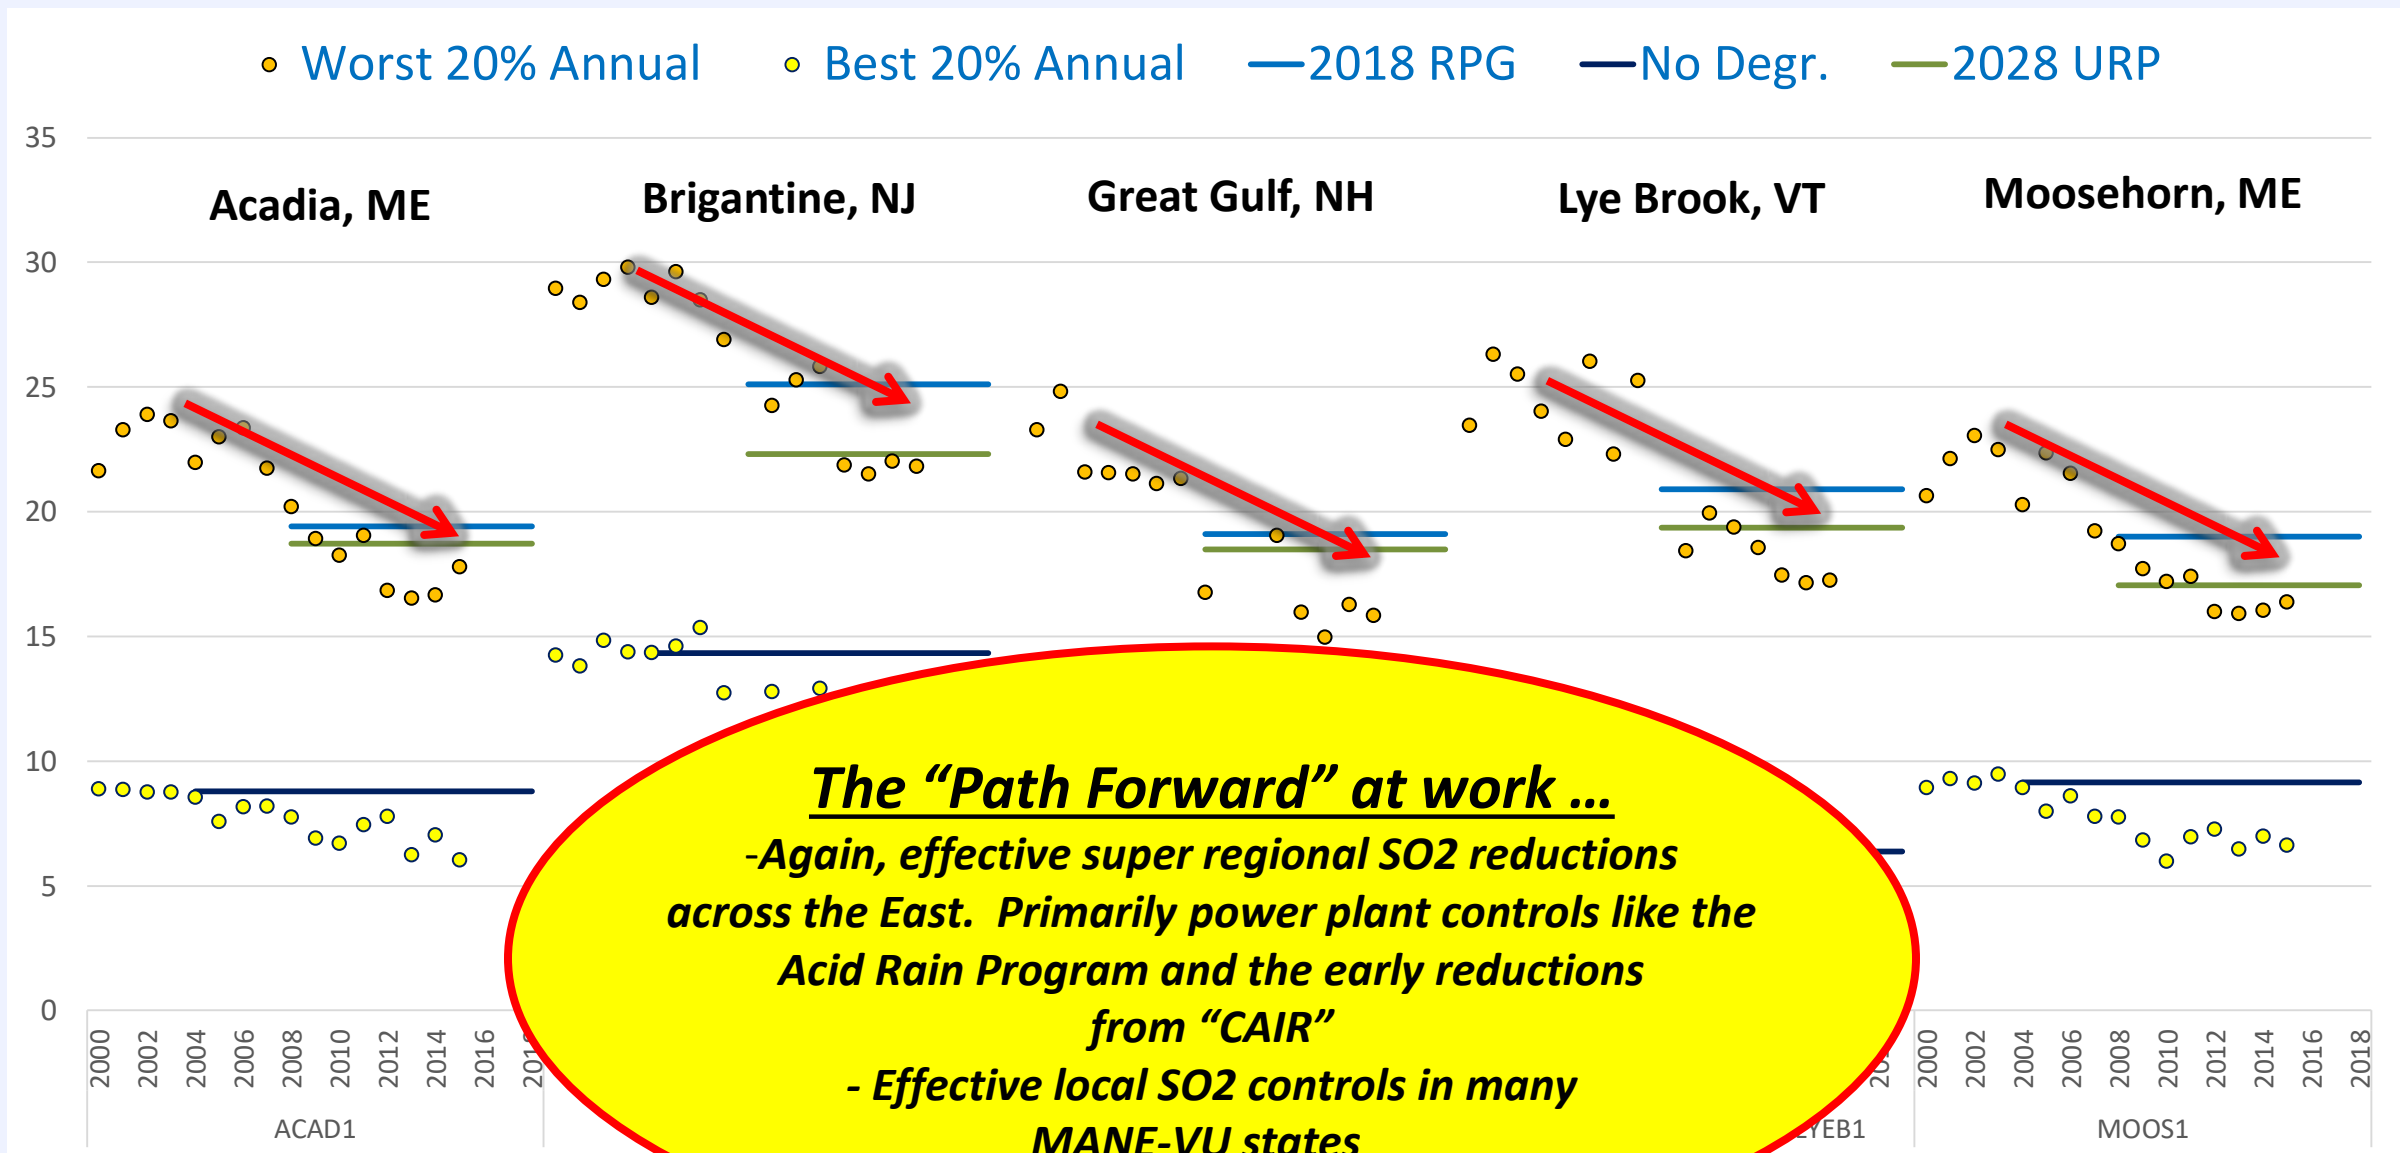 Worst 20% Annual Best 20% Annual 2018 RPG No Degr. 2028 URP
35
Acadia, ME Brigantine, NJ Great Gulf, NH Lye Brook, VT Moosehorn, ME
30
25
20
15
10
5
0
The “Path Forward” at work …
-Again, effective super regional SO2 reductions
across the East. Primarily power plant controls like the
Acid Rain Program and the early reductions
from “CAIR”
- Effective local SO2 controls in many
MANE-VU states
2000 2002 2004 2006 2008 2010 2012 2014 2016
2000 2002 2004 2006 2008 2010 2012 2014 2016 2018
ACAD1 MOOS1